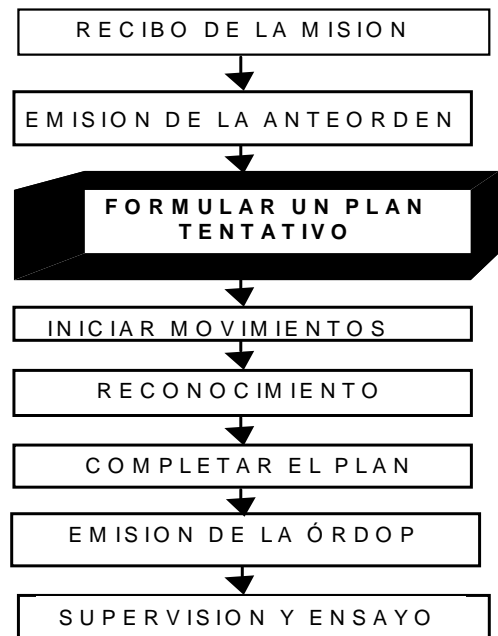 RECIBO DE LA MISION
EMISION DE LA ANTEORDEN
FORMULAR UN PLAN
TENTATIVO
INICIAR MOVIMIENTOS
RECONOCIMIENTO
COMPLETAR EL PLAN
EMISION DE LA ÓRDOP
SUPERVISION Y ENSAYO